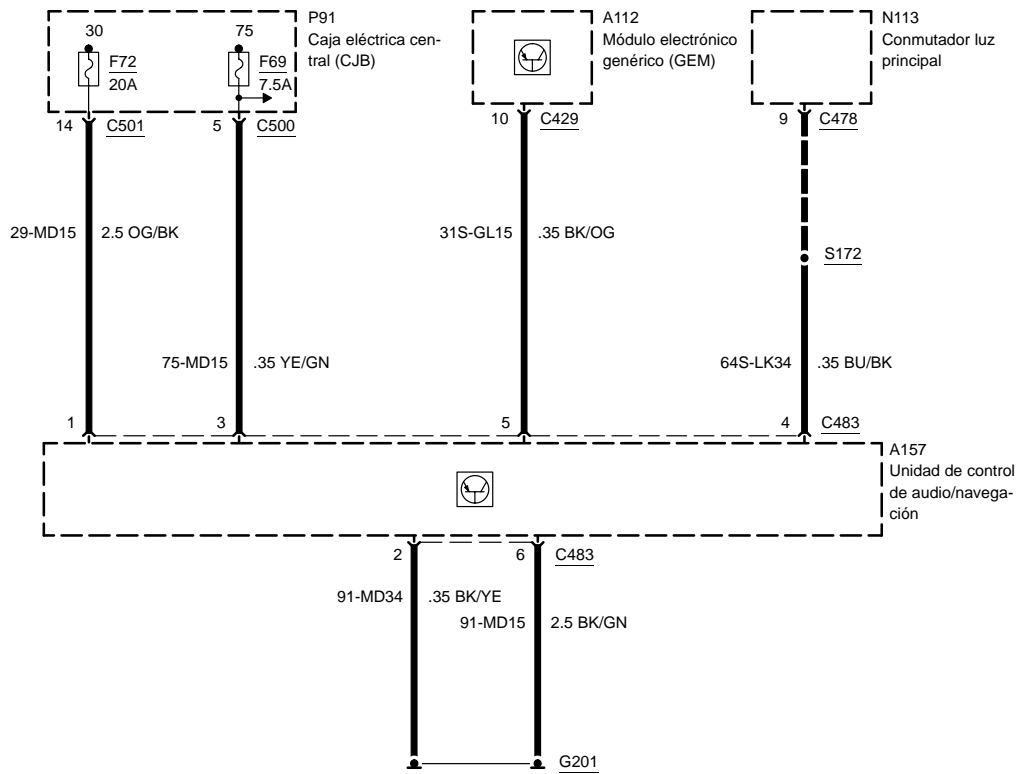 30
75
F72
20A
F69
7.5A
P91
Caja eléctrica cen-
tral (CJB)
A112
Módulo electrónico
genérico (GEM)
N113
Conmutador luz
principal
14
C501
5
C500
10
C429
9
C478
29-MD15
2.5 OG/BK
31S-GL15
.35 BK/OG
S172
75-MD15
.35 YE/GN
64S-LK34
.35 BU/BK
1
3
5
4
C483
A157
Unidad de control
de audio/navega-
ción
2
6
C483
91-MD34
.35 BK/YE
91-MD15
2.5 BK/GN
G201